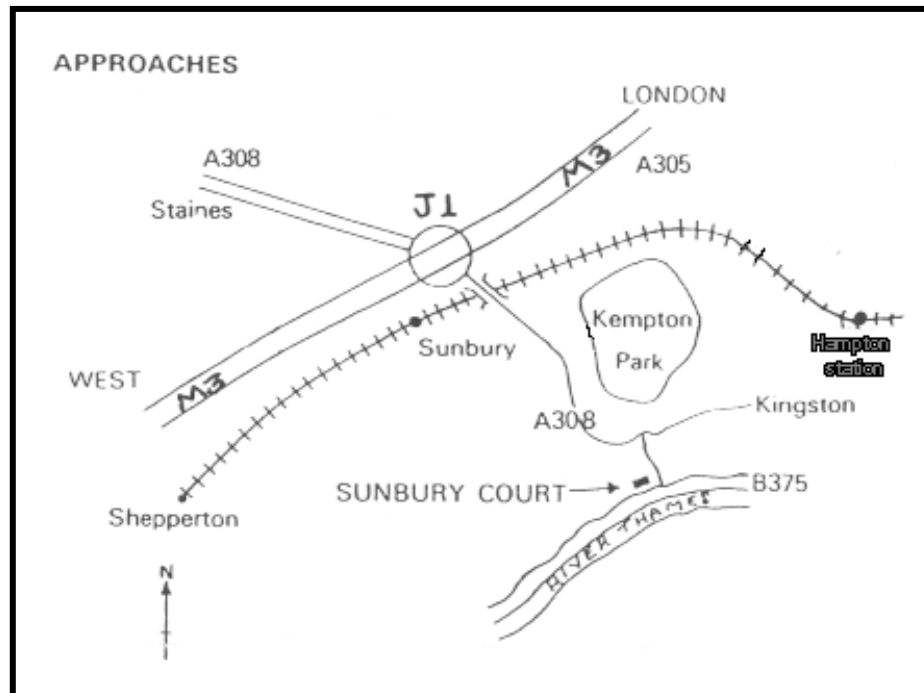 APPROACHES
LONDON
M3
A305
A308
Staines
J1
Kempton
Park
Sunbury
Hampton
station
WEST
M3
A308
Kingston
SUNBURY COURT
B375
RIVER THAMES
Shepperton
N